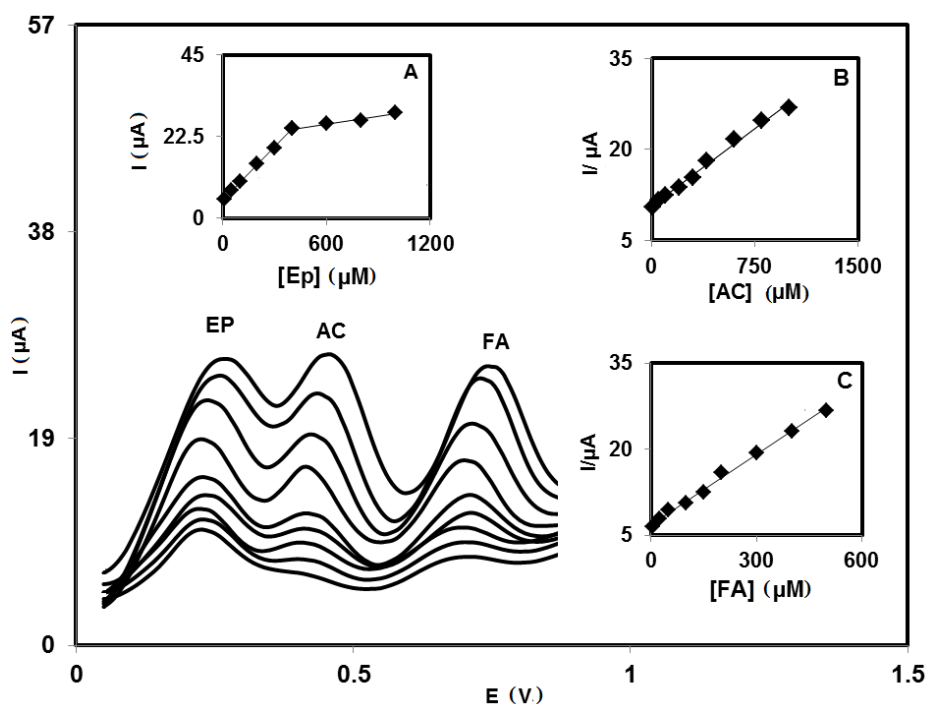 57
38
19
0
I (µA)
0
0.5
1
1.5
E (V.
EP
AC
FA
45
22.5
0
I (µA)
A
0
600
1200
[Ep] (µM)
35
20
5
I/ µA
B
0
750
1500
[AC] (µM)
35
20
5
I/µA
C
0
300
600
[FA] (µM)